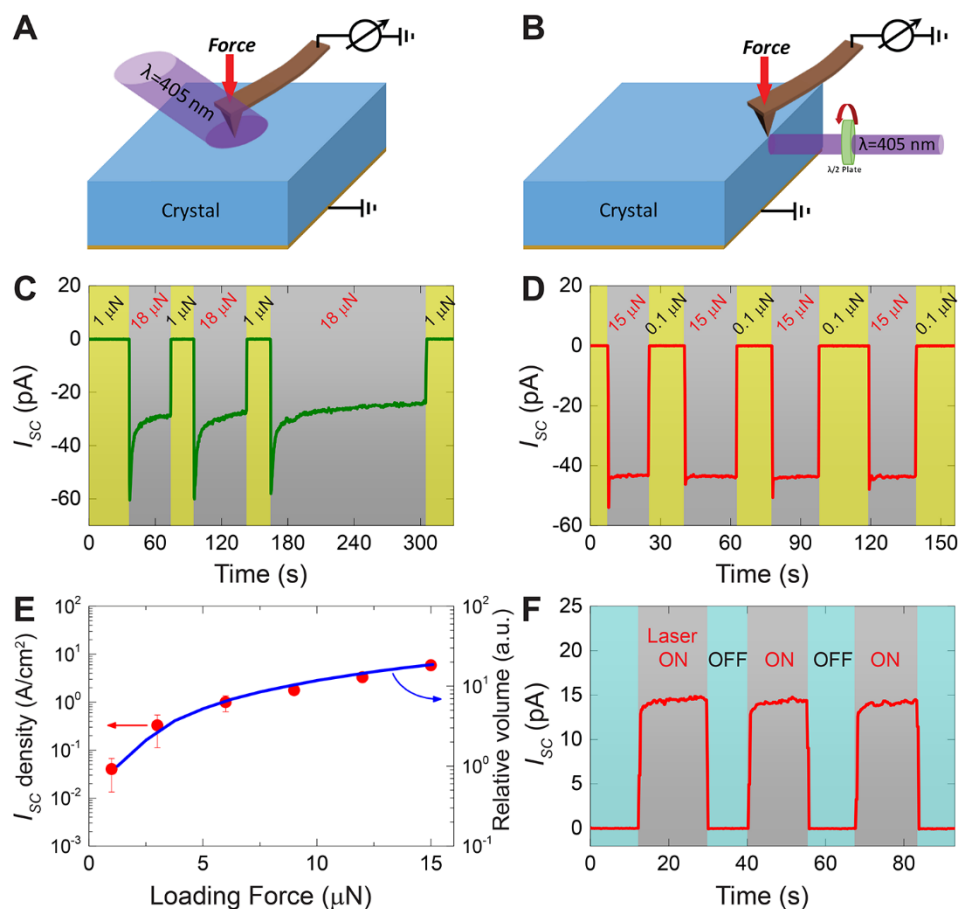 A
Force
λ=405 nm
Crystal
B
Force
λ=405 nm
λ/2 Plate
Crystal
C
20
0
-20
-40
-60
I_SC (pA)
1 μN
18 μN
1 μN
18 μN
1 μN
18 μN
1 μN
0 60 120 180 240 300
Time (s)
D
20
0
-20
-40
-60
I_SC (pA)
15 μN
0.1 μN
15 μN
0.1 μN
15 μN
0.1 μN
15 μN
0.1 μN
0 30 60 90 120 150
Time (s)
E
10^2
10^1
10^0
10^-1
10^-2
10^-3
I_SC density (A/cm^2)
10^2
10^1
10^0
10^-1
Relative volume (a.u.)
0 5 10 15
Loading Force (μN)
F
25
20
15
10
5
0
I_SC (pA)
Laser
ON OFF ON OFF ON
0 20 40 60 80
Time (s)